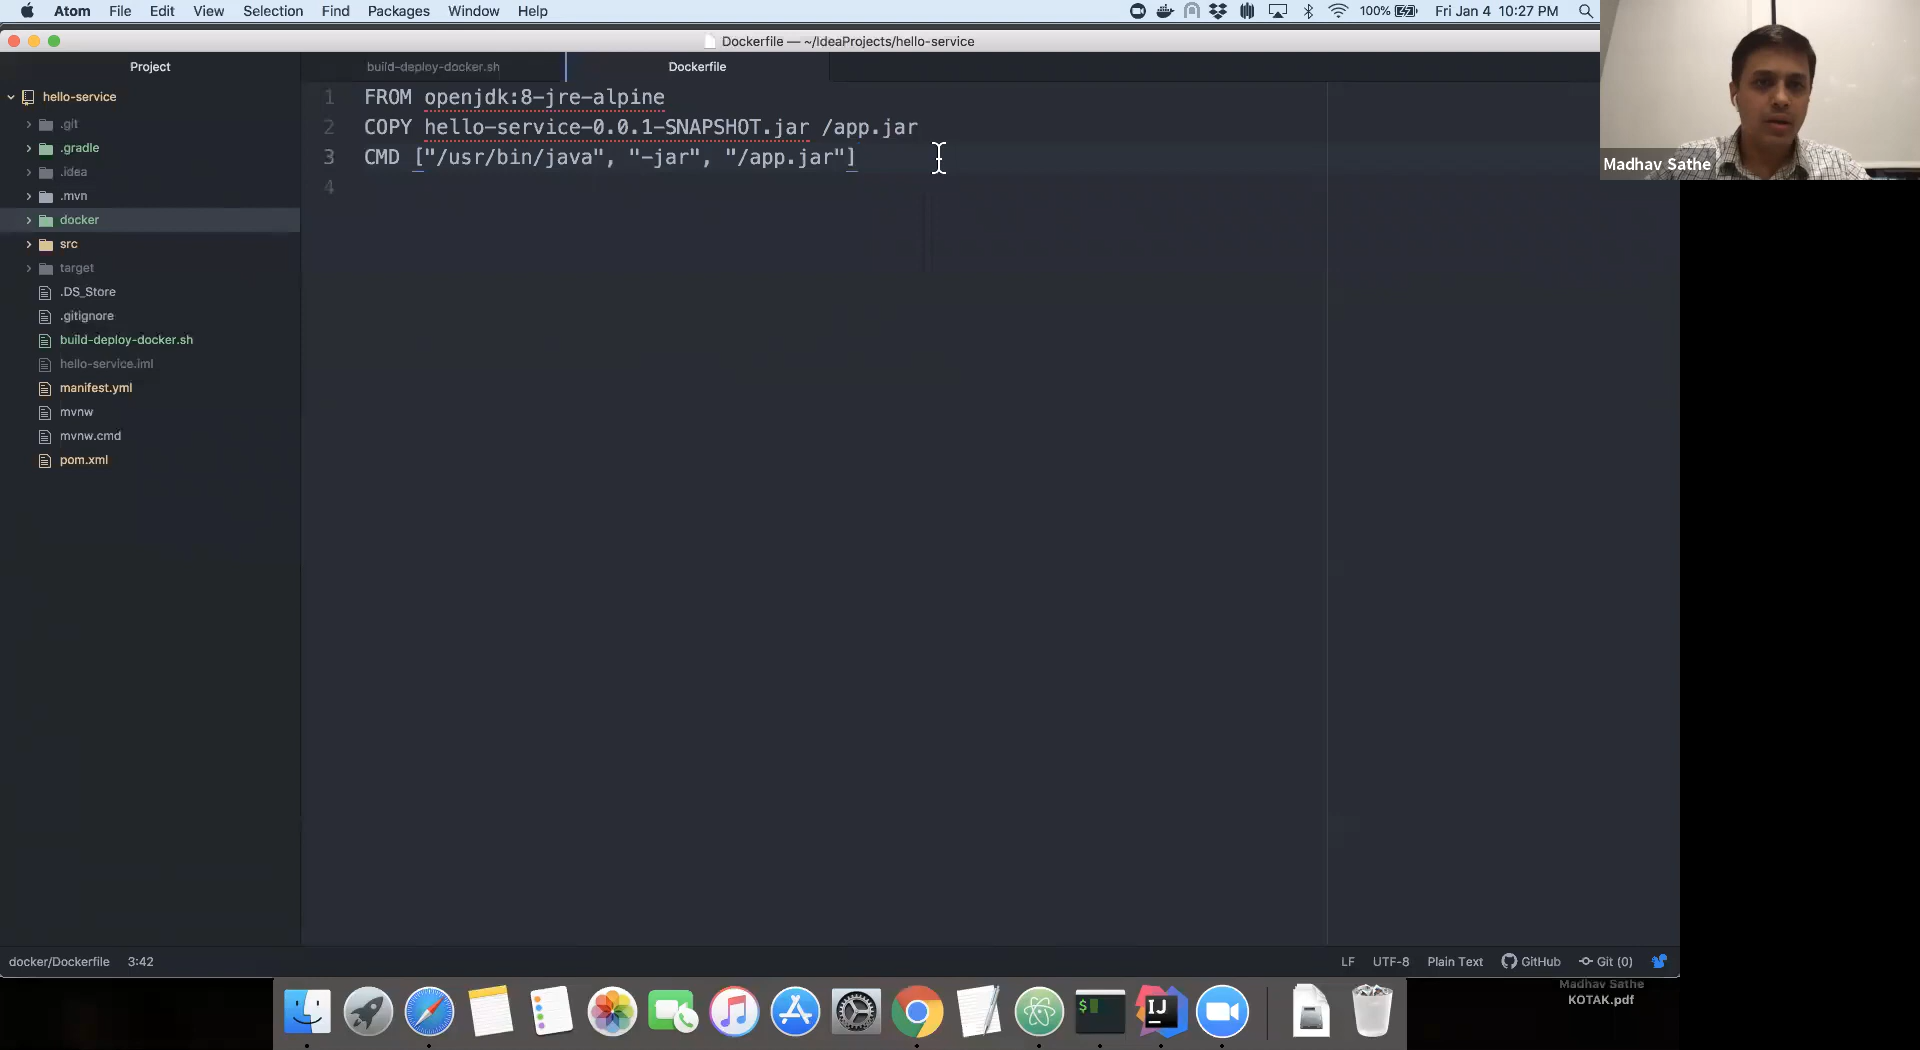 Atom File Edit View Selection Find Packages Window Help 100% Fri Jan 4 10:27 PM
Dockerfile — ~/IdeaProjects/hello-service
Project
build-deploy-docker.sh
Dockerfile
hello-service
.git
.gradle
.idea
.mvn
docker
src
target
.DS_Store
.gitignore
build-deploy-docker.sh
hello-service.iml
manifest.yml
mvnw
mvnw.cmd
pom.xml
1 FROM openjdk:8-jre-alpine
2 COPY hello-service-0.0.1-SNAPSHOT.jar /app.jar
3 CMD ["/usr/bin/java", "-jar", "/app.jar"]
4
Madhav Sathe
docker/Dockerfile 3:42
LF UTF-8 Plain Text GitHub Git (0)
$
IJ
Madhav Sathe
KOTAK.pdf